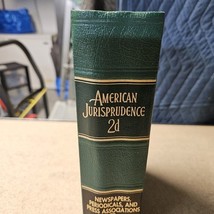 AMERICAN
JURISPRUDENCE
2d
NEWSPAPERS,
PERIODICALS, AND
PRESS ASSOCIATIONS